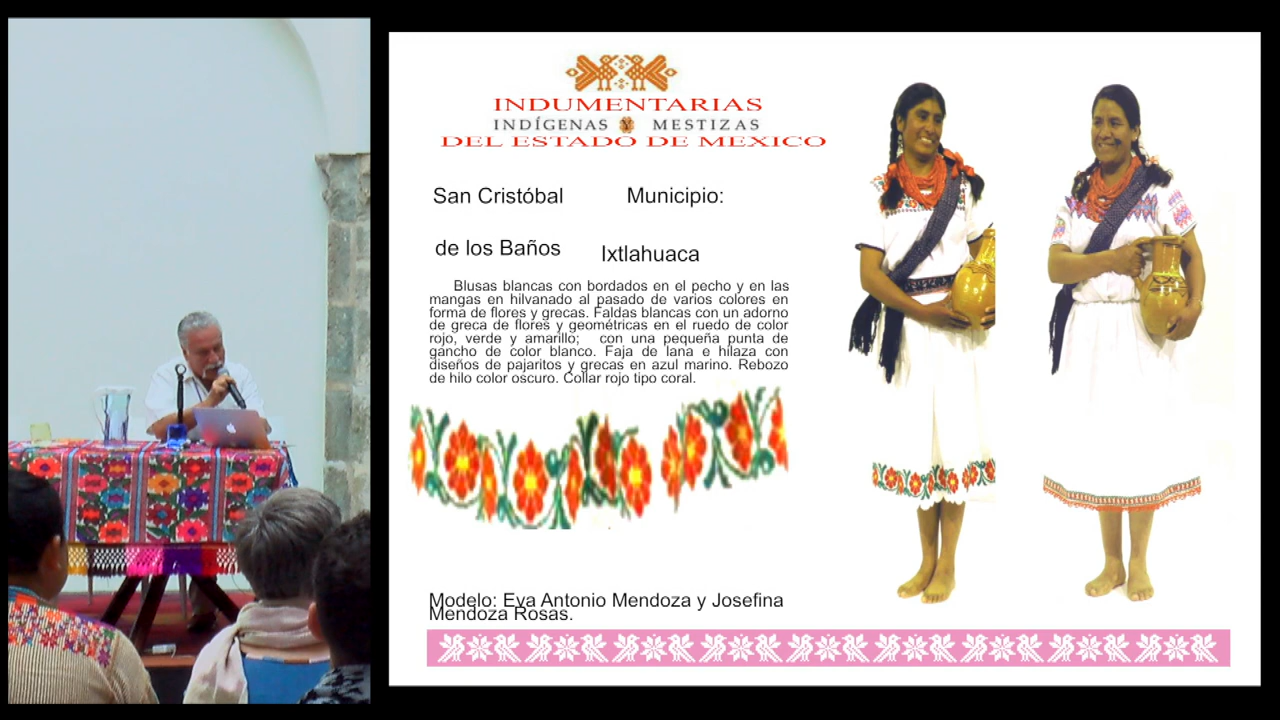 INDUMENTARIAS
INDÍGENAS Y MESTIZAS
DEL ESTADO DE MEXICO
San Cristóbal
de los Baños
Municipio:
Ixtlahuaca
Blusas blancas con bordados en el pecho y en las
mangas en hilvanado al pasado de varios colores en
forma de flores y grecas. Faldas blancas con un adorno
de greca de flores y geométricas en el ruedo de color
rojo, verde y amarillo; con una pequeña punta de
gancho de color blanco. Faja de lana e hilaza con
diseños de pajaritos y grecas en azul marino. Rebozo
de hilo color oscuro. Collar rojo tipo coral.
Modelo: Eva Antonio Mendoza y Josefina
Mendoza Rosas.